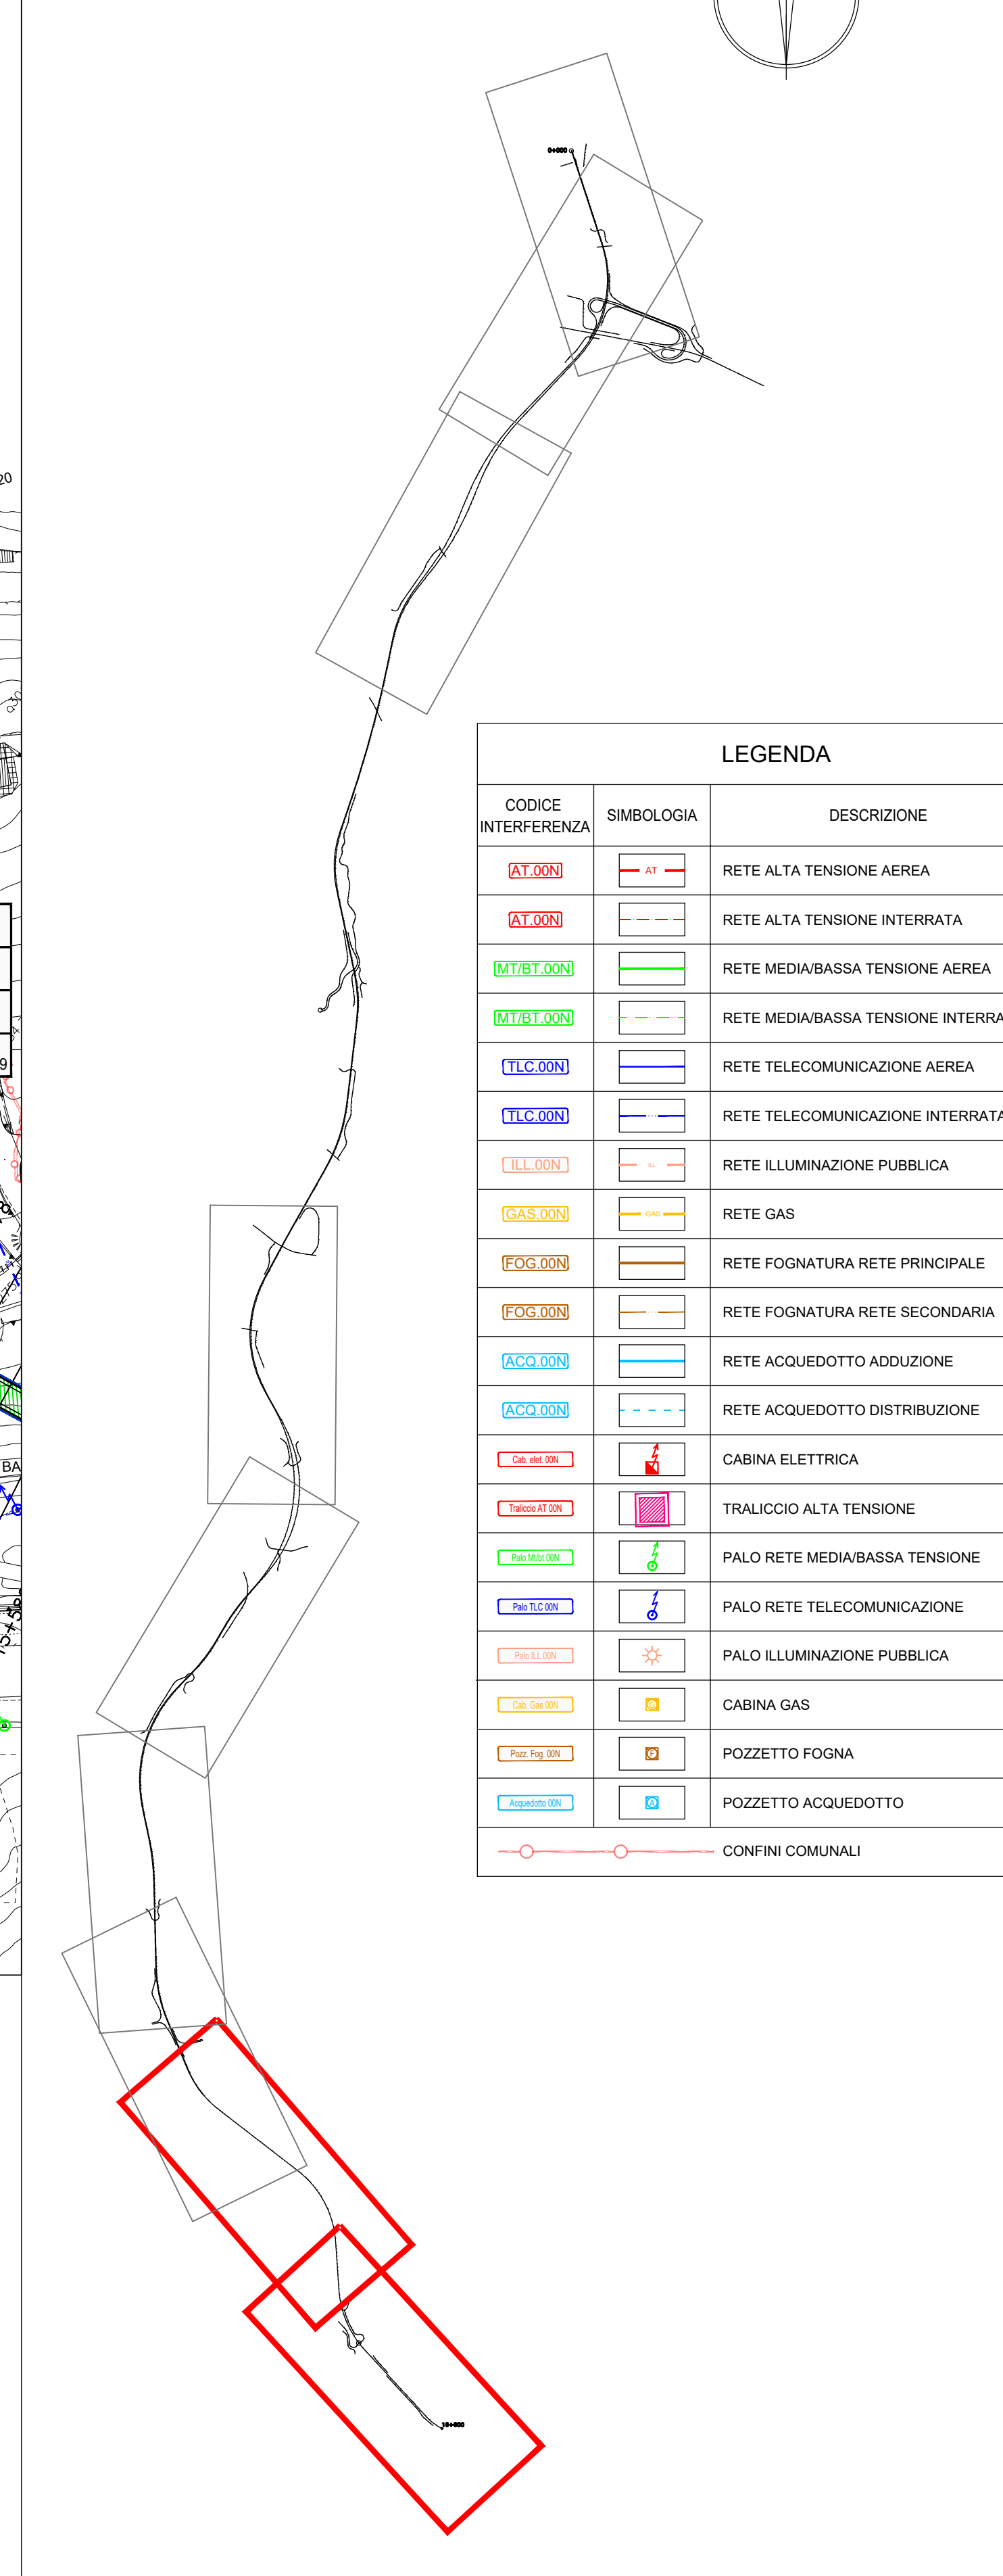 0+000
20
LEGENDA
CODICE
INTERFERENZA
SIMBOLOGIA
DESCRIZIONE
AT.00N
AT
RETE ALTA TENSIONE AEREA
AT.00N
RETE ALTA TENSIONE INTERRATA
MT/BT.00N
RETE MEDIA/BASSA TENSIONE AEREA
MT/BT.00N
RETE MEDIA/BASSA TENSIONE INTERRA
TLC.00N
RETE TELECOMUNICAZIONE AEREA
TLC.00N
RETE TELECOMUNICAZIONE INTERRATA
ILL.00N
ILL
RETE ILLUMINAZIONE PUBBLICA
GAS.00N
GAS
RETE GAS
FOG.00N
RETE FOGNATURA RETE PRINCIPALE
FOG.00N
RETE FOGNATURA RETE SECONDARIA
ACQ.00N
RETE ACQUEDOTTO ADDUZIONE
ACQ.00N
RETE ACQUEDOTTO DISTRIBUZIONE
Cab. elet. 00N
CABINA ELETTRICA
Traliccio AT 00N
TRALICCIO ALTA TENSIONE
Palo Mt/bt 00N
PALO RETE MEDIA/BASSA TENSIONE
Palo TLC 00N
PALO RETE TELECOMUNICAZIONE
Palo ILL 00N
PALO ILLUMINAZIONE PUBBLICA
Cab. Gas 00N
G
CABINA GAS
Pozz. Fog. 00N
F
POZZETTO FOGNA
Acquedotto 00N
A
POZZETTO ACQUEDOTTO
CONFINI COMUNALI
9
BA